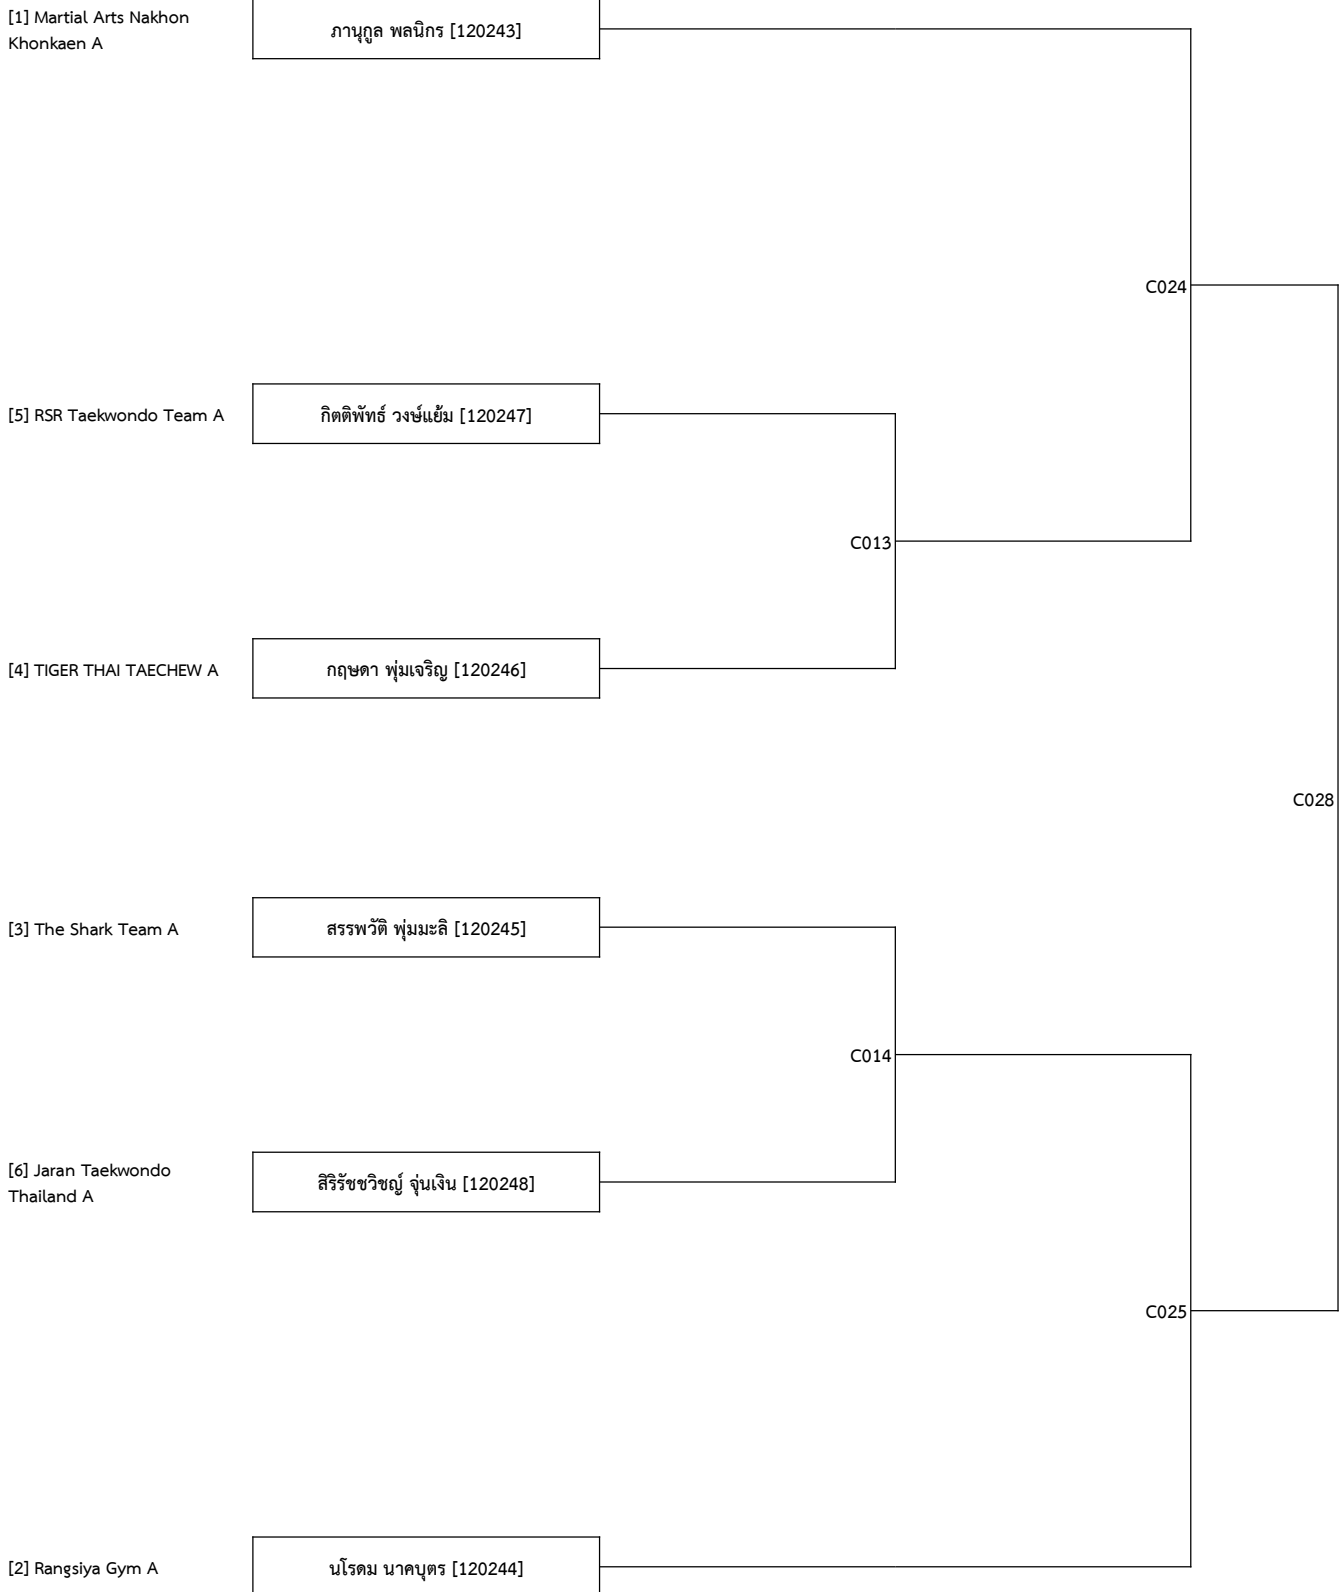 [1] Martial Arts Nakhon
Khonkaen A
ภานุกูล พลนิกร [120243]
C024
[5] RSR Taekwondo Team A
กิตติพัทธ์ วงษ์แย้ม [120247]
C013
[4] TIGER THAI TAECHEW A
กฤษดา พุ่มเจริญ [120246]
C028
[3] The Shark Team A
สรรพวัติ พุ่มมะลิ [120245]
C014
[6] Jaran Taekwondo
Thailand A
สิริรัชชวิชญ์ จุ่นเงิน [120248]
C025
[2] Rangsiya Gym A
นโรดม นาคบุตร [120244]